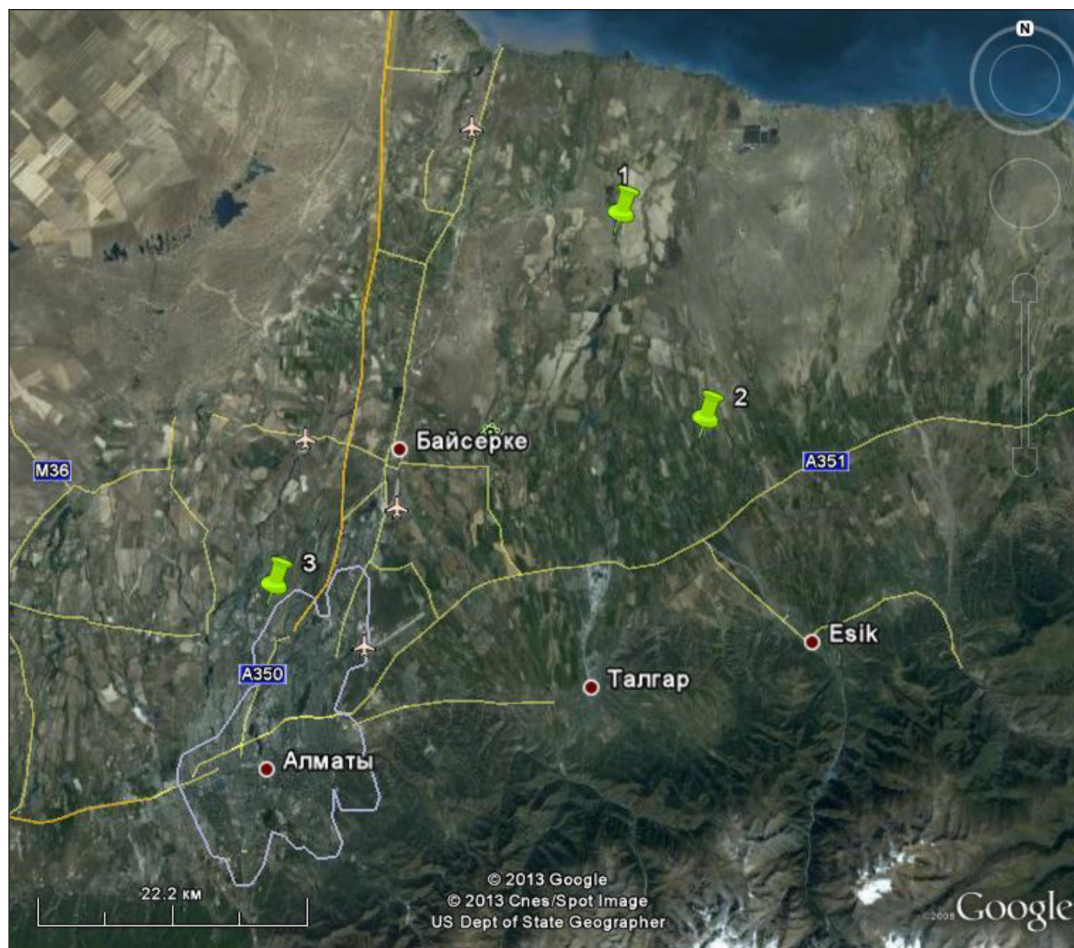 N
1
2
Байсерке
M36
A351
3
Esik
A350
Талгар
Алматы
22.2 км
© 2013 Google
© 2013 Cnes/Spot Image
US Dept of State Geographer
Google